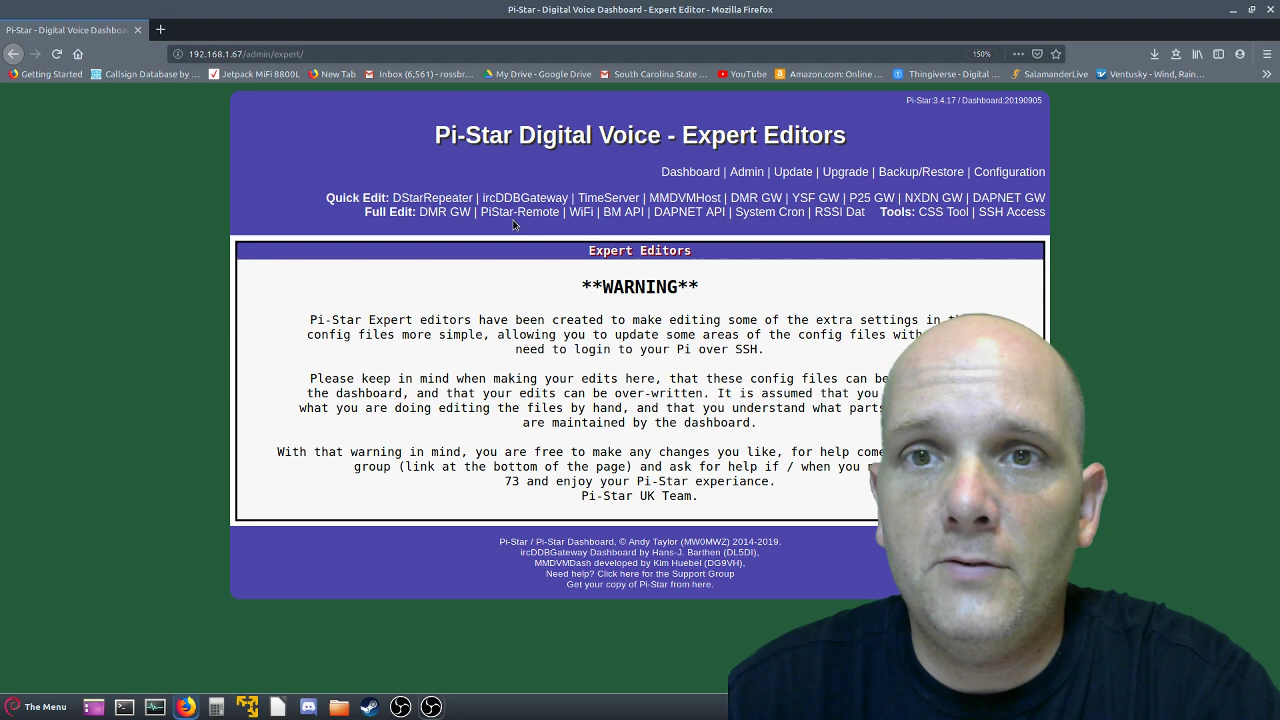 Pi-Star - Digital Voice Dashboard - Expert Editor - Mozilla Firefox
Pi-Star - Digital Voice Dashboa
192.168.1.67/admin/expert/
150%
Getting Started
Callsign Database by ...
Jetpack MiFi 8800L
New Tab
Inbox (6,561) - rossbr...
My Drive - Google Drive
South Carolina State ...
YouTube
Amazon.com: Online ...
Thingiverse - Digital ...
SalamanderLive
Ventusky - Wind, Rain...
Pi-Star:3.4.17 / Dashboard:20190905
Pi-Star Digital Voice - Expert Editors
Dashboard | Admin | Update | Upgrade | Backup/Restore | Configuration
Quick Edit: DStarRepeater | ircDDBGateway | TimeServer | MMDVMHost | DMR GW | YSF GW | P25 GW | NXDN GW | DAPNET GW
Full Edit: DMR GW | PiStar-Remote | WiFi | BM API | DAPNET API | System Cron | RSSI Dat Tools: CSS Tool | SSH Access
Expert Editors
**WARNING**
Pi-Star Expert editors have been created to make editing some of the extra settings in
config files more simple, allowing you to update some areas of the config files
need to login to your Pi over SSH.
Please keep in mind when making your edits here, that these config files can be
the dashboard, and that your edits can be over-written. It is assumed that you
what you are doing editing the files by hand, and that you understand what parts
are maintained by the dashboard.
With that warning in mind, you are free to make any changes you like, for help come
group (link at the bottom of the page) and ask for help if / when you
73 and enjoy your Pi-Star experiance.
Pi-Star UK Team.
Pi-Star / Pi-Star Dashboard, © Andy Taylor (MW0MWZ) 2014-2019.
ircDDBGateway Dashboard by Hans-J. Barthen (DL5DI),
MMDVMDash developed by Kim Huebel (DG9VH),
Need help? Click here for the Support Group
Get your copy of Pi-Star from here.
The Menu